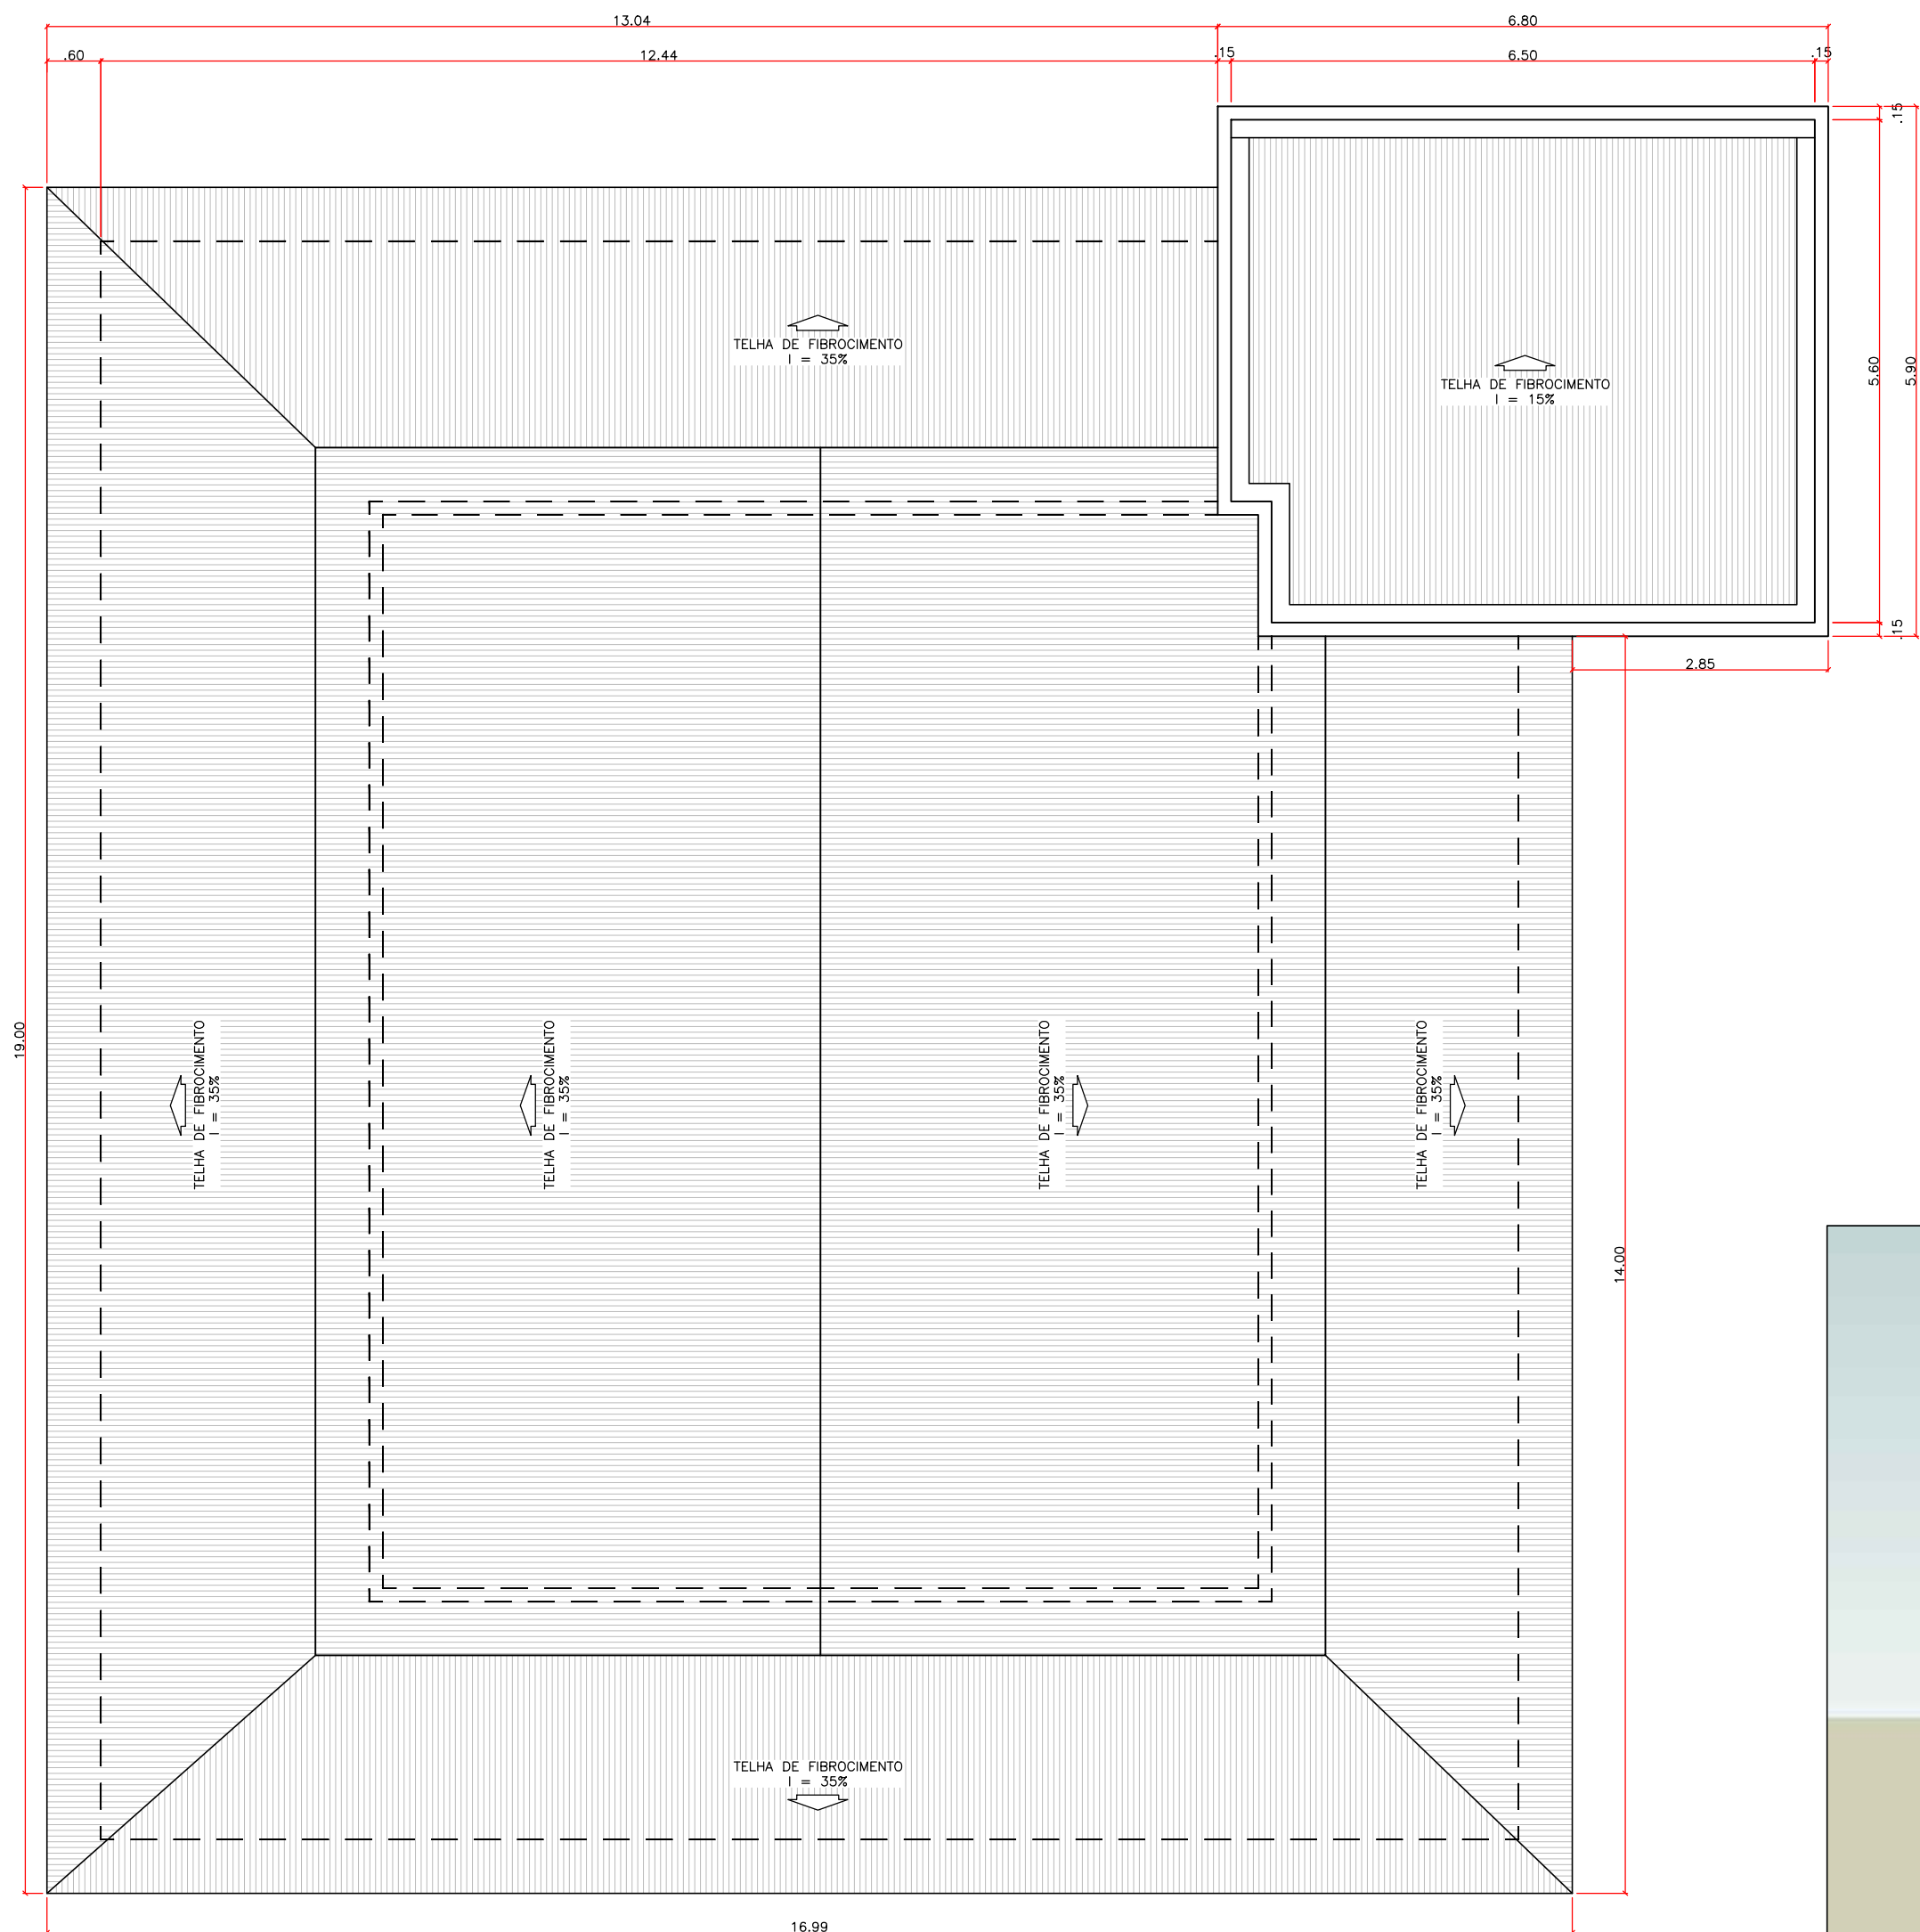 13.04
6.80
.60
12.44
.15
6.50
.15
.15
TELHA DE FIBROCIMENTO
I = 35%
TELHA DE FIBROCIMENTO
I = 15%
5.60
5.90
.15
2.85
19.00
TELHA DE FIBROCIMENTO
I = 35%
TELHA DE FIBROCIMENTO
I = 35%
TELHA DE FIBROCIMENTO
I = 35%
TELHA DE FIBROCIMENTO
I = 35%
14.00
TELHA DE FIBROCIMENTO
I = 35%
16.99